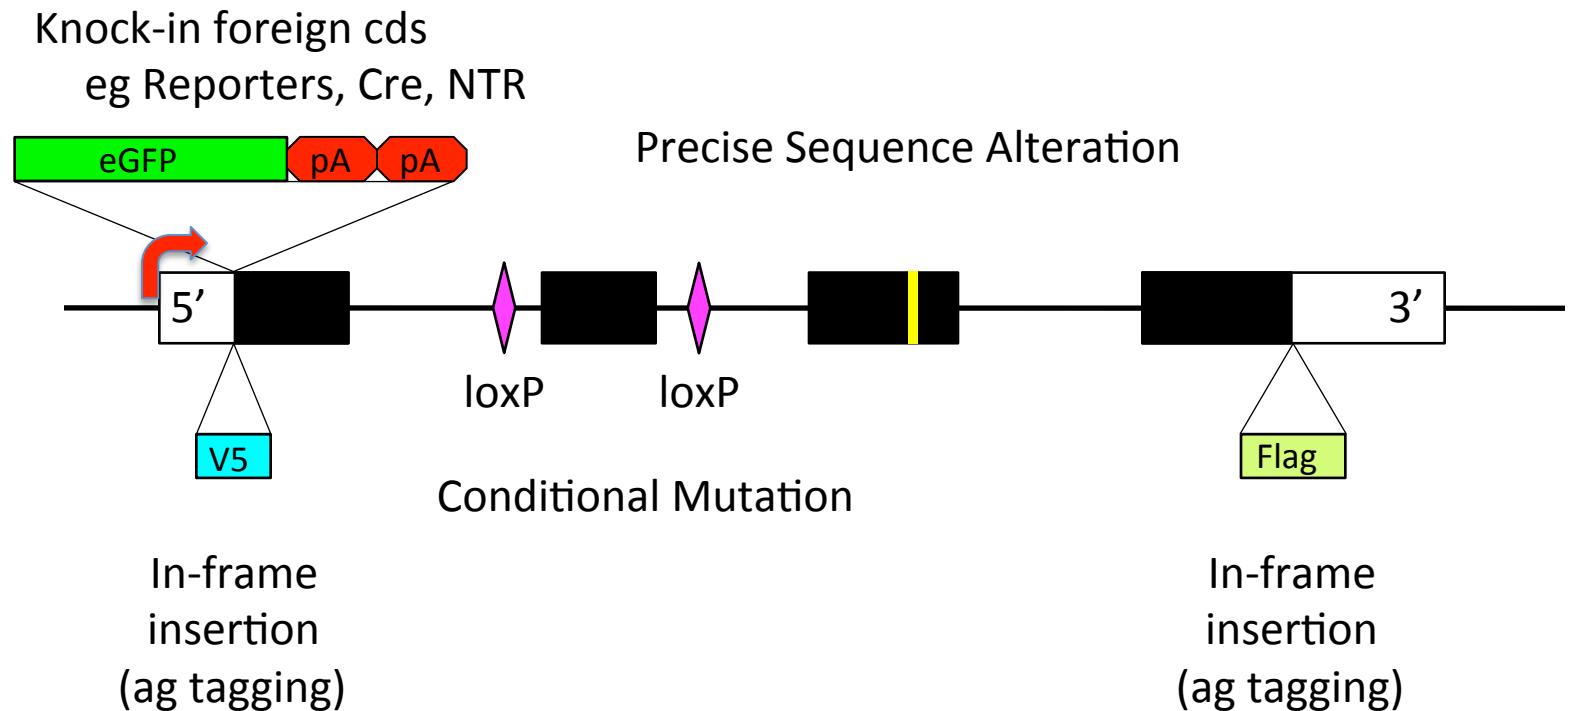 Knock-in foreign cds
eg Reporters, Cre, NTR
Precise Sequence Alteration
eGFP pA pA
5’ 3’
loxP loxP
V5 Flag
Conditional Mutation
In-frame
insertion
(ag tagging)
In-frame
insertion
(ag tagging)